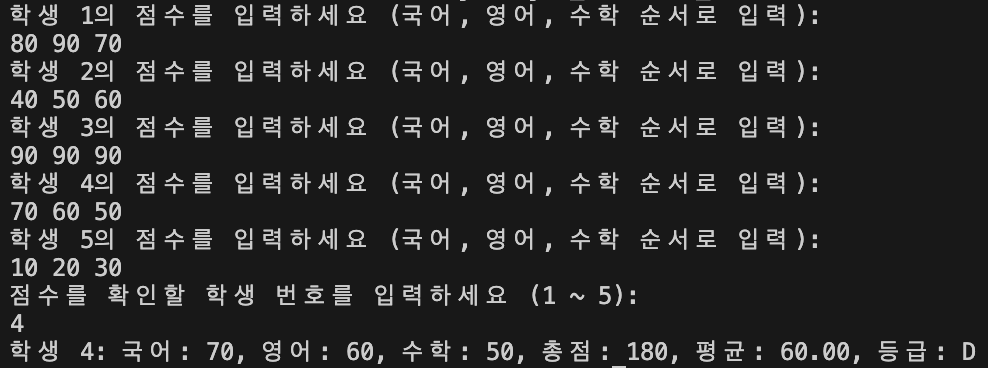 학생 1의 점수를 입력하세요 (국어, 영어, 수학 순서로 입력):
80 90 70
학생 2의 점수를 입력하세요 (국어, 영어, 수학 순서로 입력):
40 50 60
학생 3의 점수를 입력하세요 (국어, 영어, 수학 순서로 입력):
90 90 90
학생 4의 점수를 입력하세요 (국어, 영어, 수학 순서로 입력):
70 60 50
학생 5의 점수를 입력하세요 (국어, 영어, 수학 순서로 입력):
10 20 30
점수를 확인할 학생 번호를 입력하세요 (1 ~ 5):
4
학생 4: 국어: 70, 영어: 60, 수학: 50, 총점: 180, 평균: 60.00, 등급: D